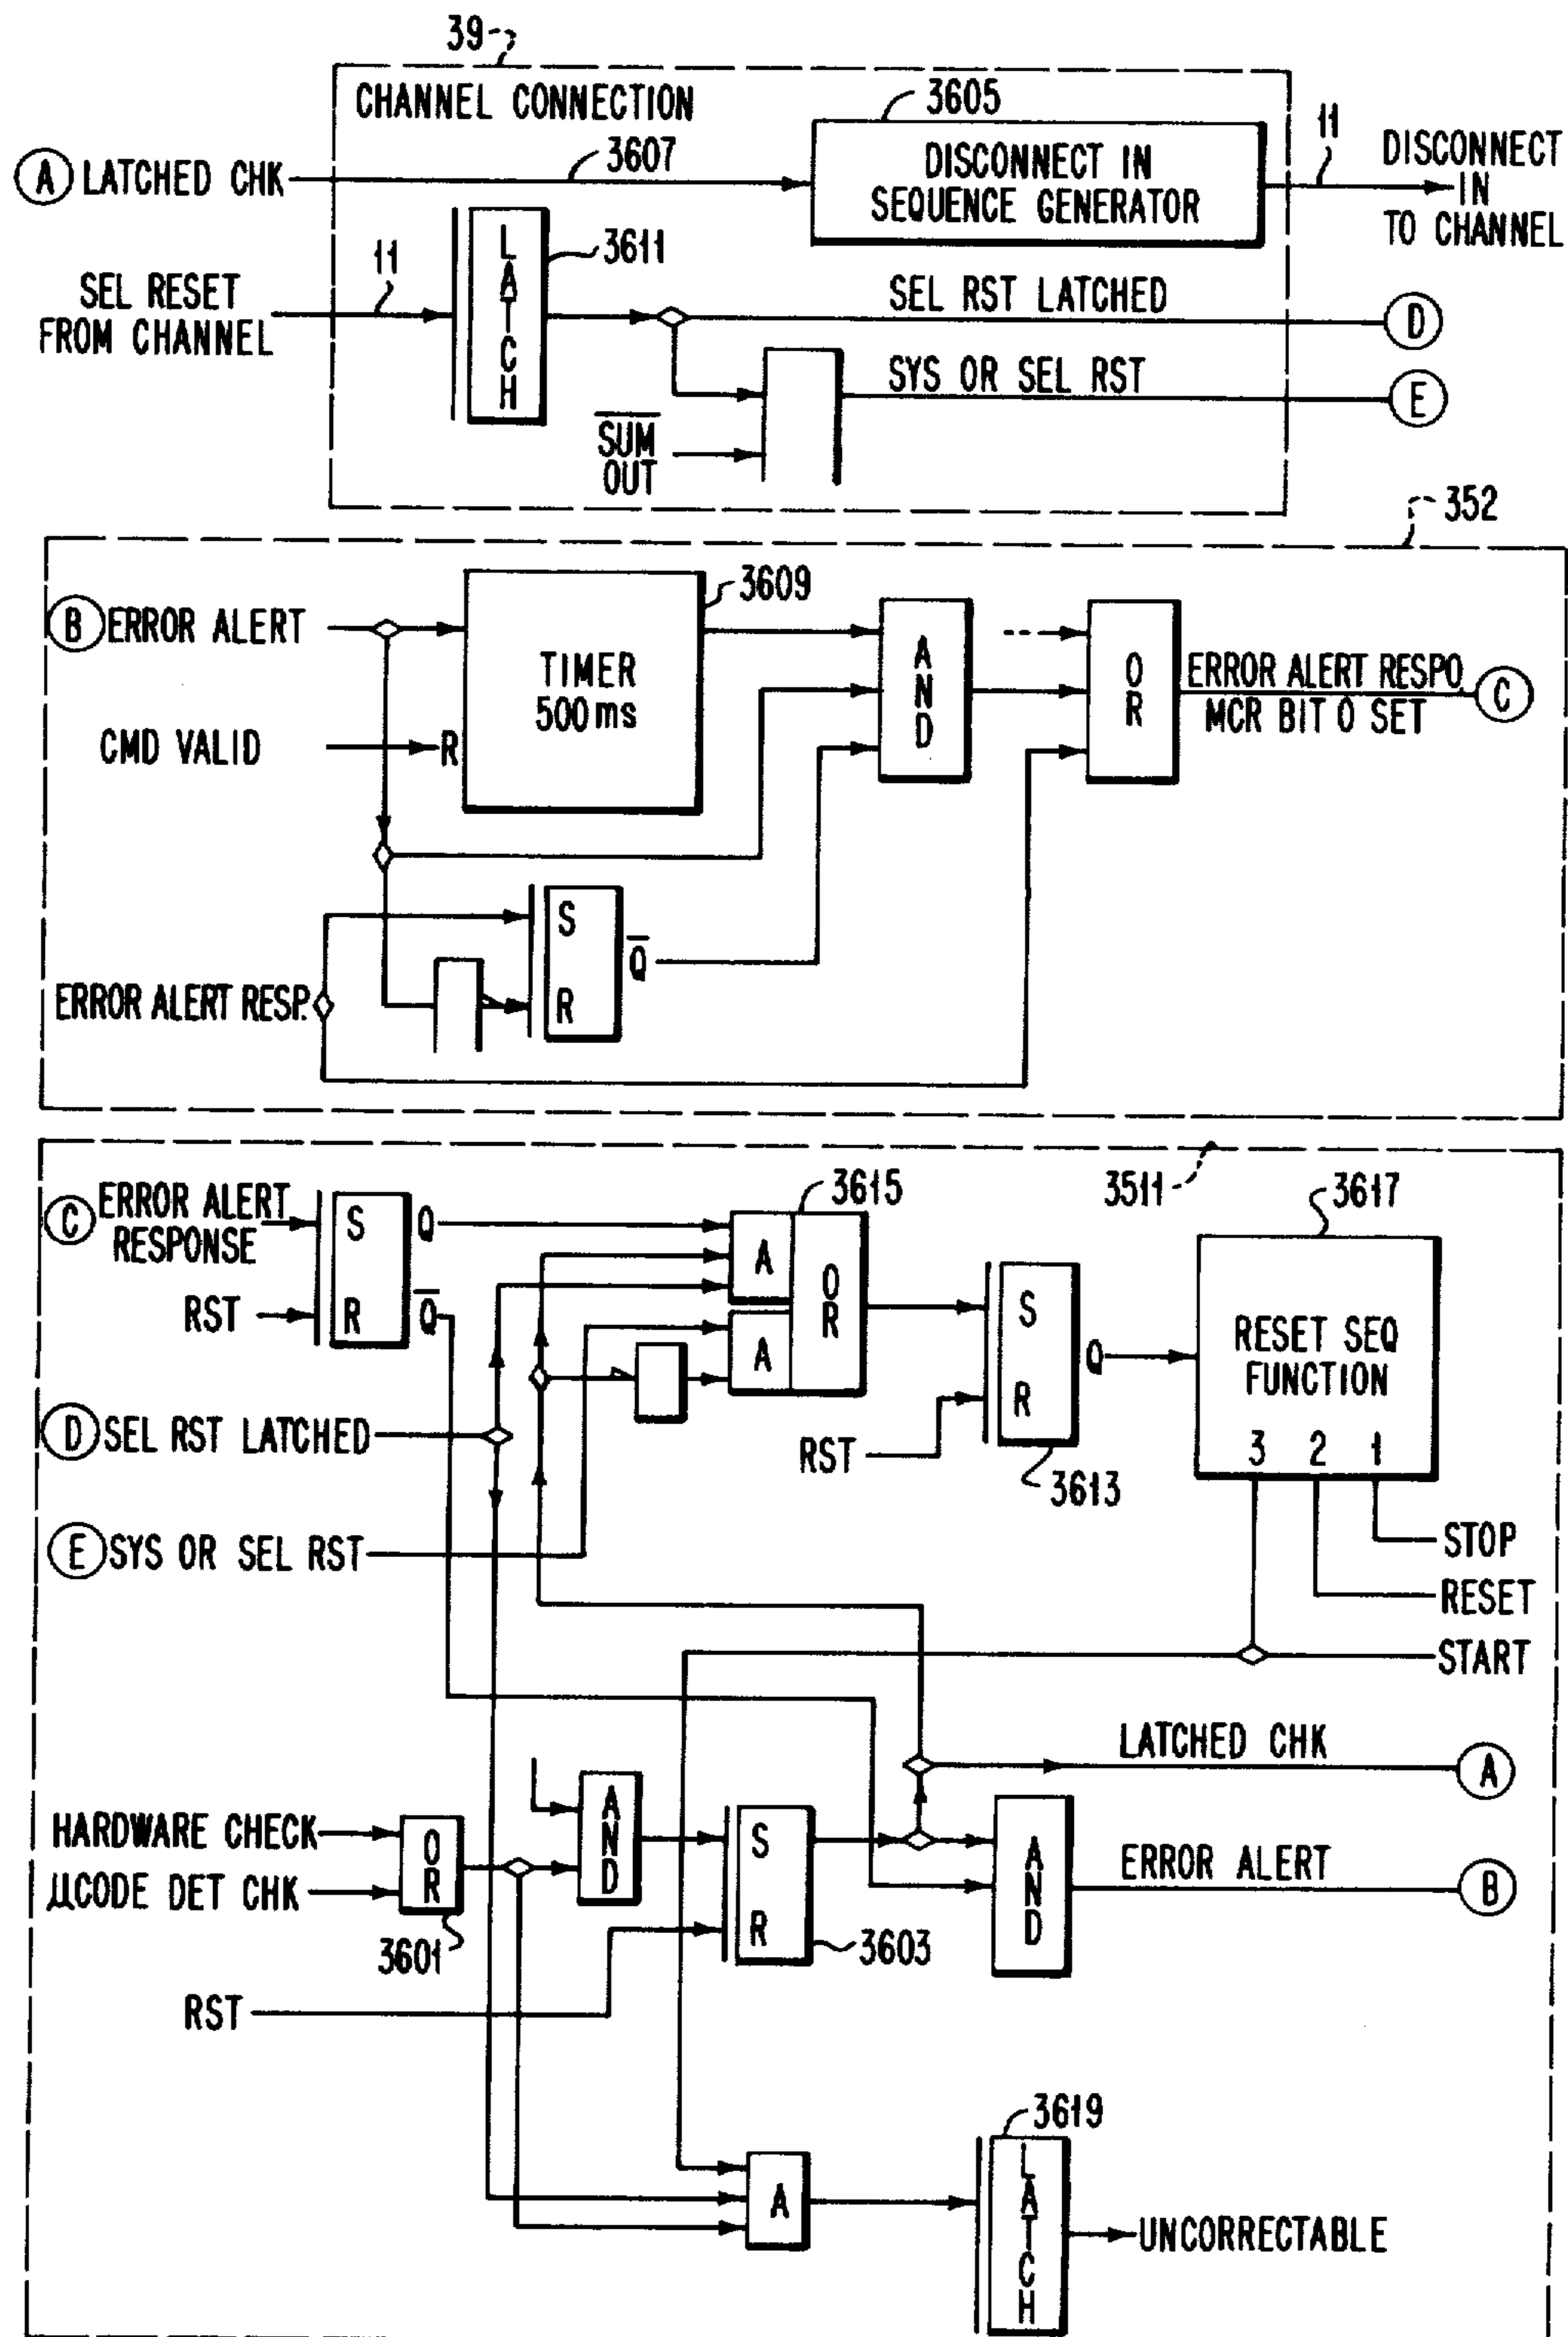 39
CHANNEL CONNECTION
3605
A LATCHED CHK
3607
DISCONNECT IN
SEQUENCE GENERATOR
11
DISCONNECT
IN
TO CHANNEL
SEL RESET
FROM CHANNEL
11
LATCH
3611
SEL RST LATCHED
D
SYS OR SEL RST
E
SUM
OUT
352
B ERROR ALERT
3609
TIMER
500 ms
CMD VALID
R
AND
OR
ERROR ALERT RESPO
MCR BIT 0 SET
C
S
R
Q
ERROR ALERT RESP.
3511
C ERROR ALERT
RESPONSE
RST
S
R
Q
Q
3615
A
A
OR
S
R
Q
RST
3613
3617
RESET SEQ
FUNCTION
3 2 1
D SEL RST LATCHED
E SYS OR SEL RST
STOP
RESET
START
LATCHED CHK
A
HARDWARE CHECK
μCODE DET CHK
OR
3601
AND
S
R
3603
AND
ERROR ALERT
B
RST
A
3619
LATCH
UNCORRECTABLE